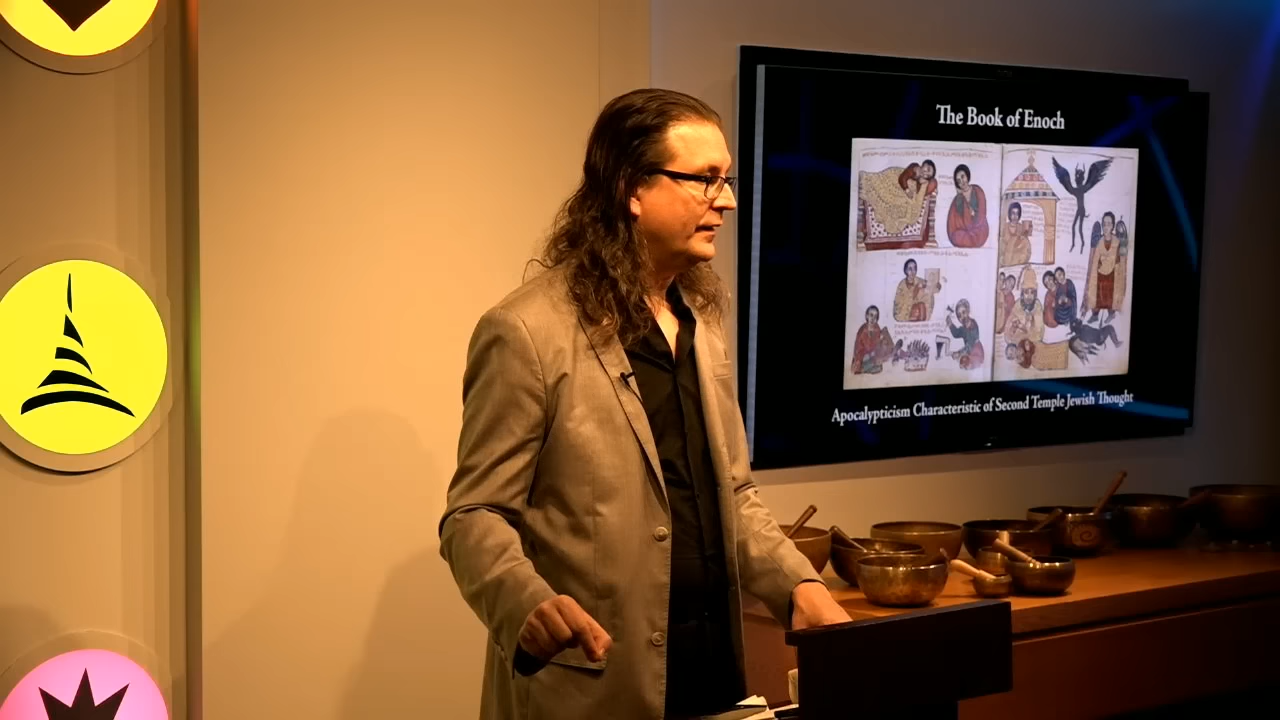 The Book of Enoch
Apocalypticism Characteristic of Second Temple Jewish Thought